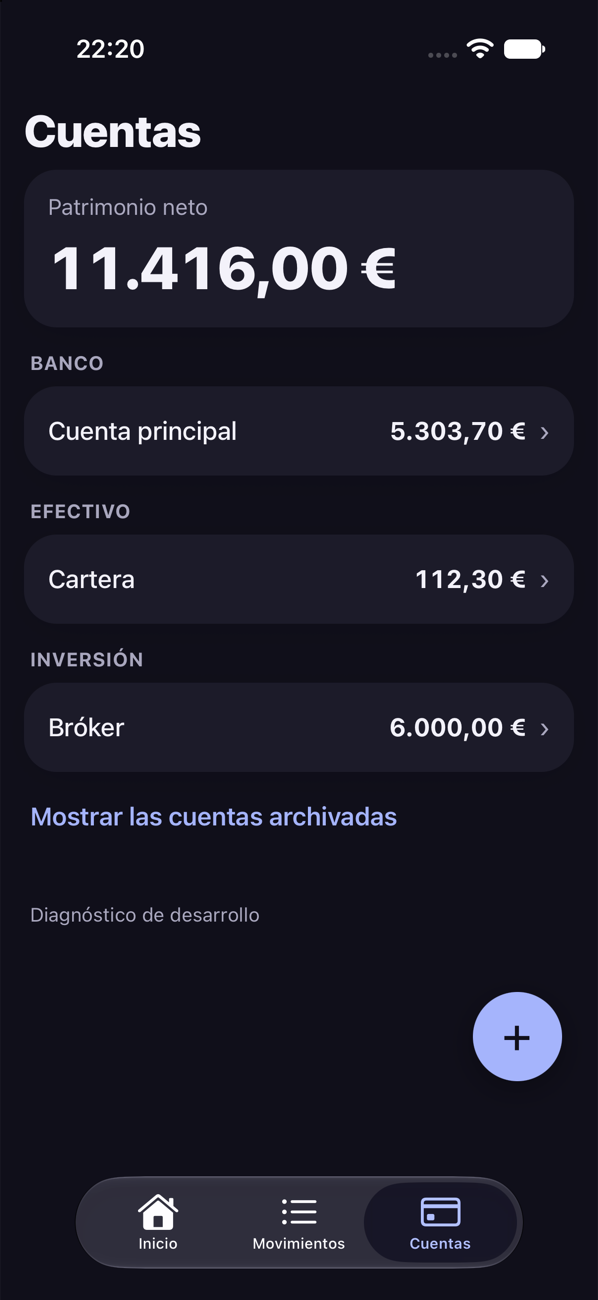 22:20
Cuentas
Patrimonio neto
11.416,00 €
BANCO
Cuenta principal 5.303,70 € ›
EFECTIVO
Cartera 112,30 € ›
INVERSIÓN
Bróker 6.000,00 € ›
Mostrar las cuentas archivadas
Diagnóstico de desarrollo
+
Inicio Movimientos Cuentas